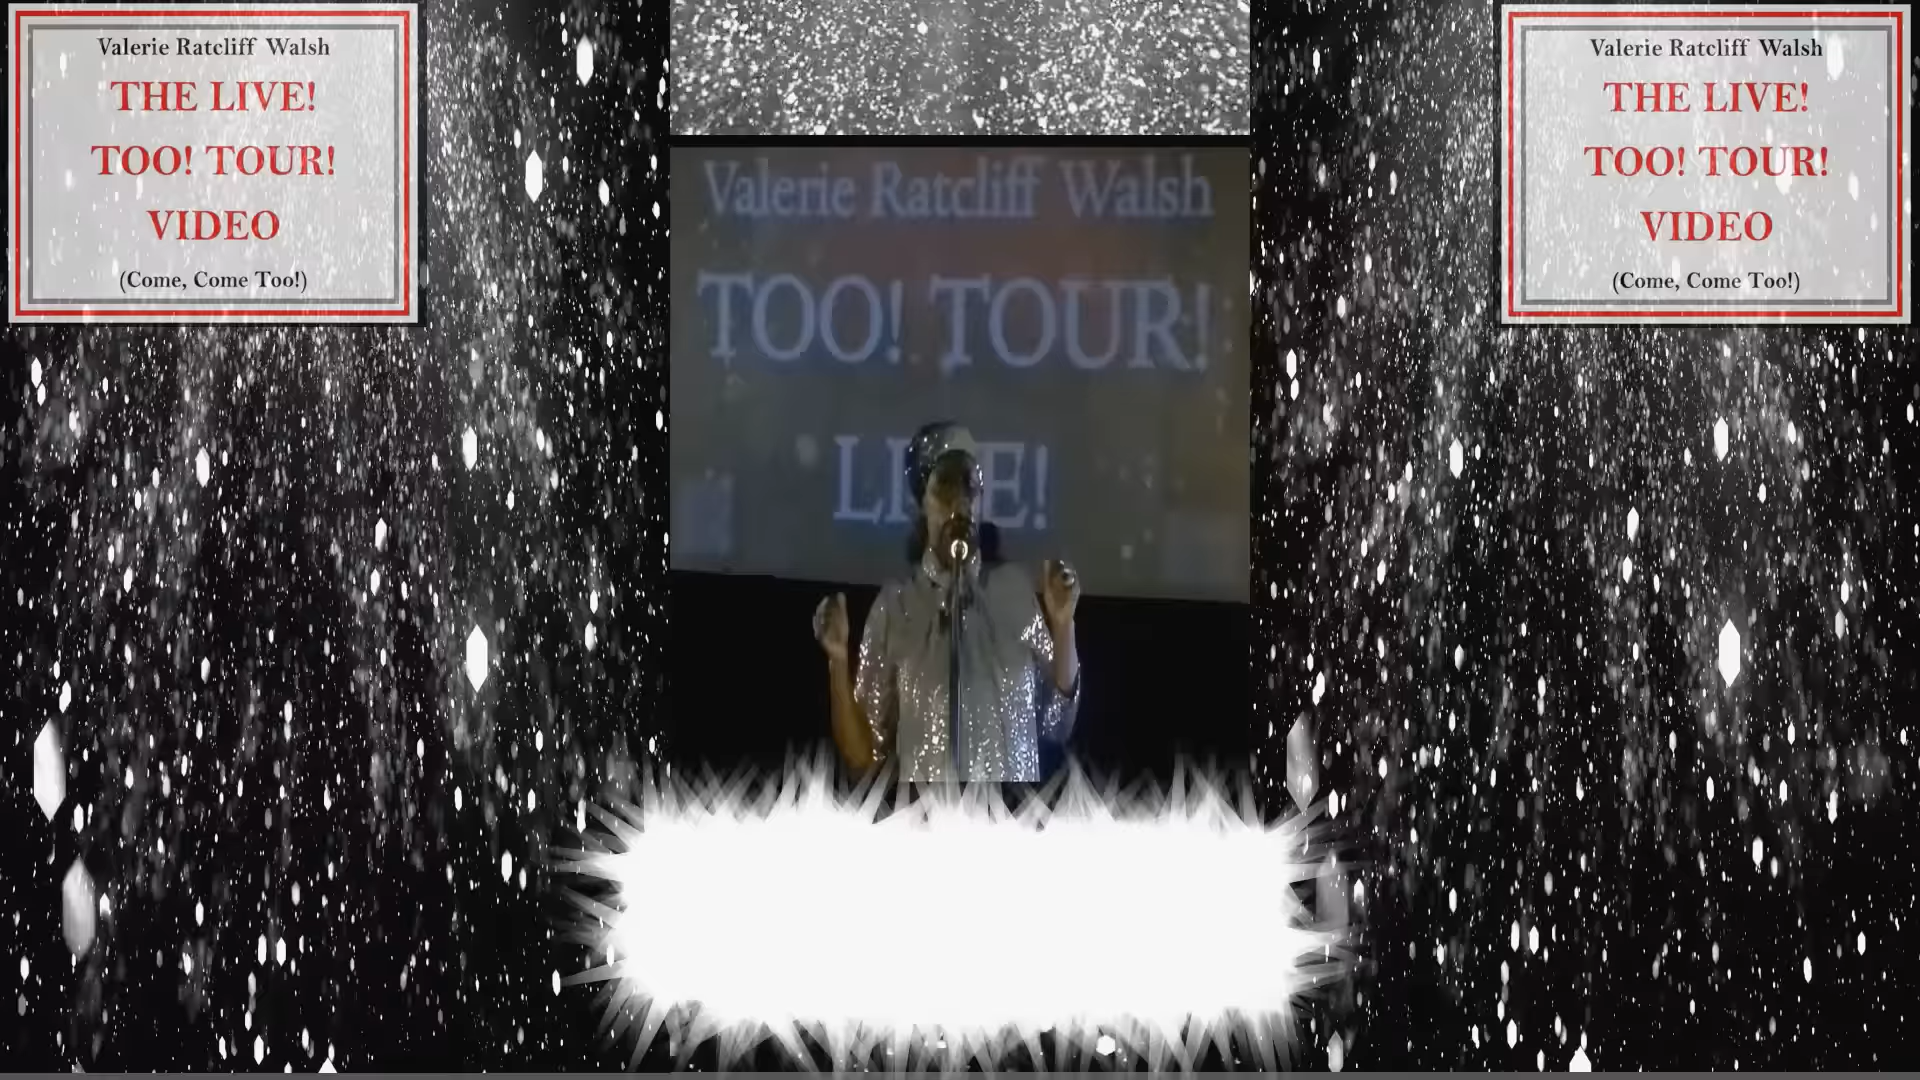 Valerie Ratcliff Walsh
THE LIVE!
TOO! TOUR!
VIDEO
(Come, Come Too!)
Valerie Ratcliff Walsh
TOO! TOUR!
LIVE!
Valerie Ratcliff Walsh
THE LIVE!
TOO! TOUR!
VIDEO
(Come, Come Too!)